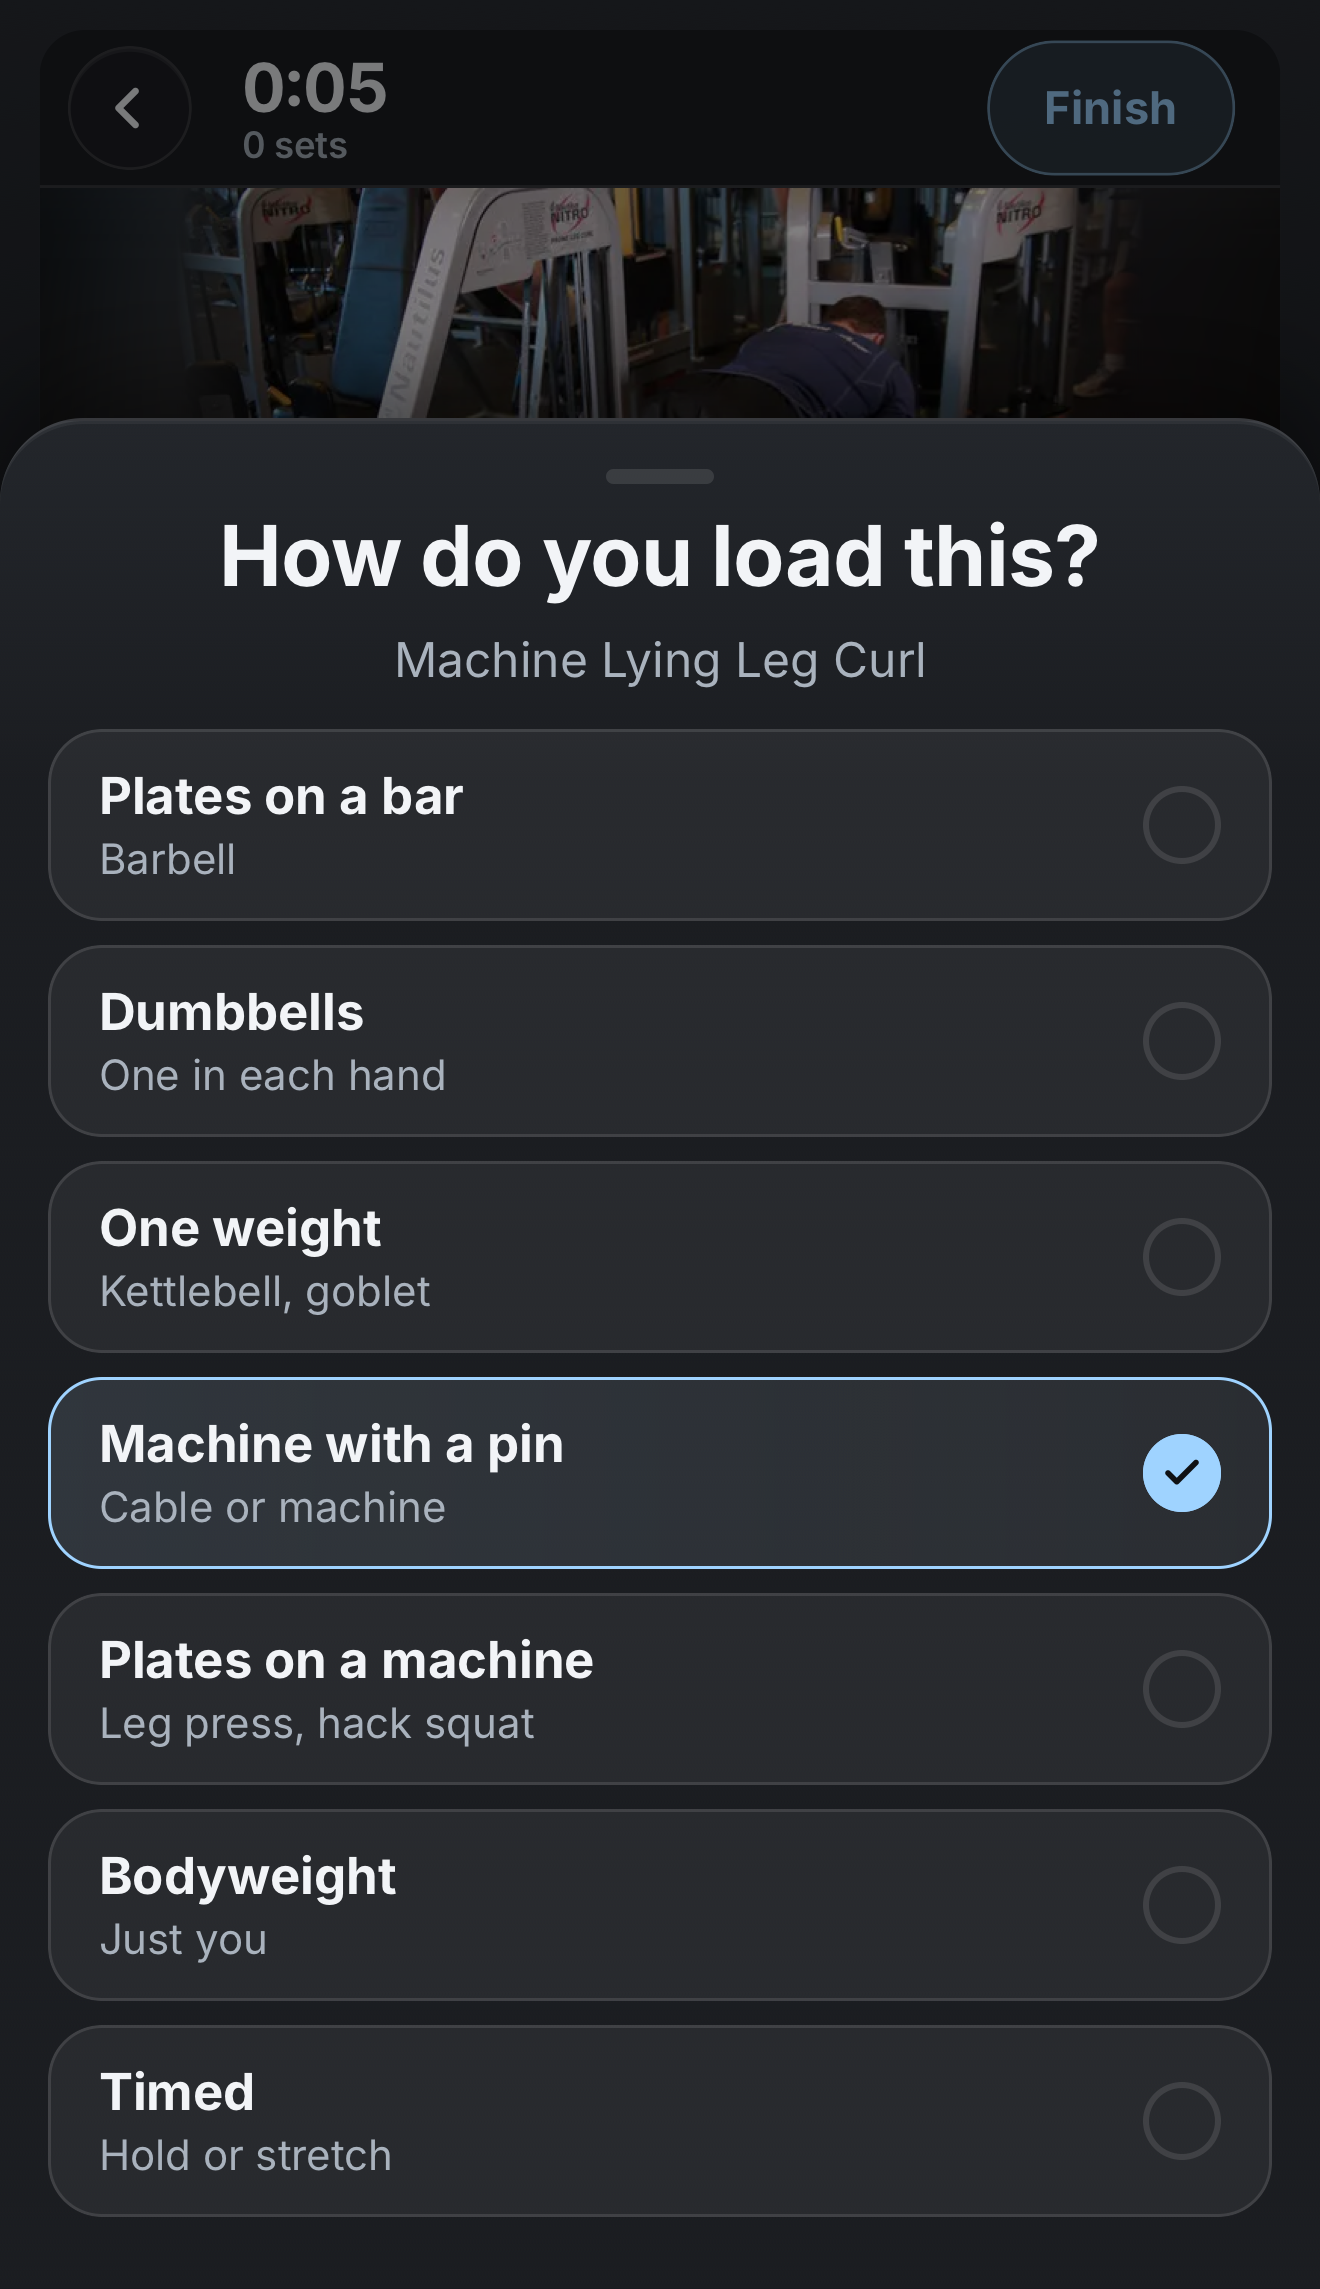 0:05
0 sets
Finish
NITRO
NITRO
NITRO
Nautilus
How do you load this?
Machine Lying Leg Curl
Plates on a bar
Barbell
Dumbbells
One in each hand
One weight
Kettlebell, goblet
Machine with a pin
Cable or machine
Plates on a machine
Leg press, hack squat
Bodyweight
Just you
Timed
Hold or stretch